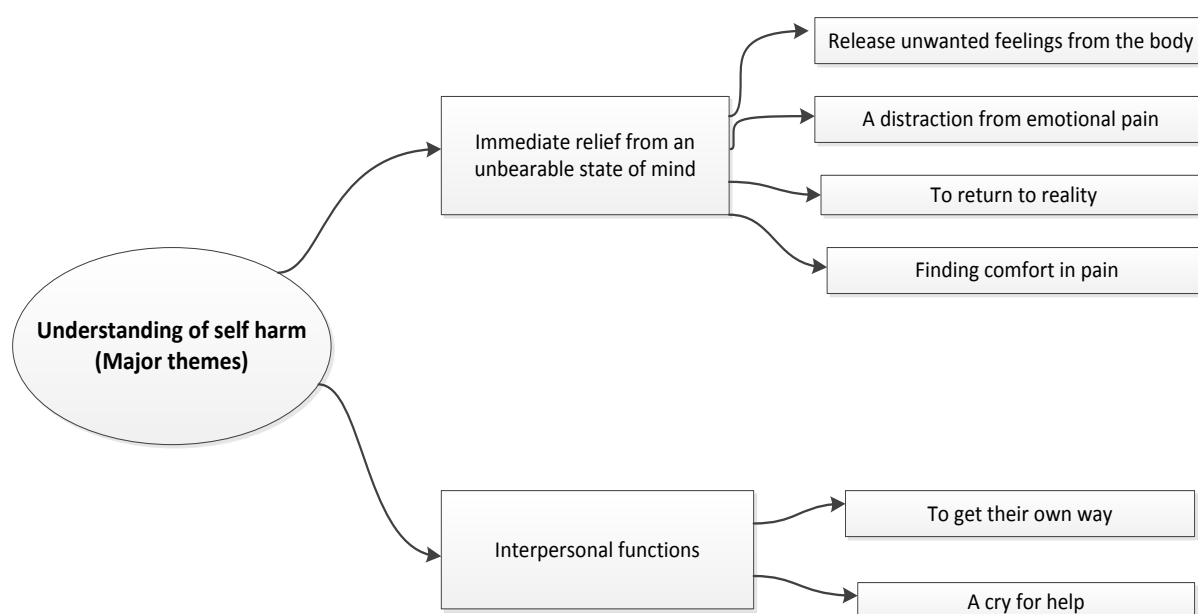 Understanding of self harm
(Major themes)
Immediate relief from an
unbearable state of mind
Release unwanted feelings from the body
A distraction from emotional pain
To return to reality
Finding comfort in pain
Interpersonal functions
To get their own way
A cry for help